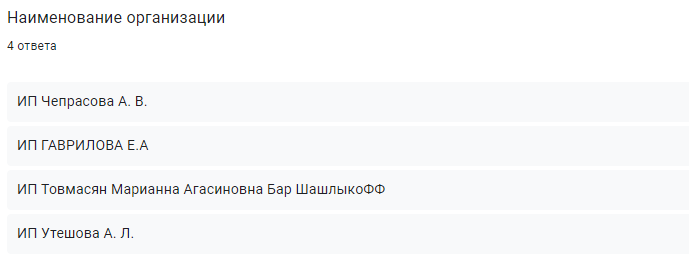 Наименование организации
4 ответа
ИП Чепрасова А. В.
ИП ГАВРИЛОВА Е.А
ИП Товмасян Марианна Агасиновна Бар ШашлыкоФФ
ИП Утешова А. Л.